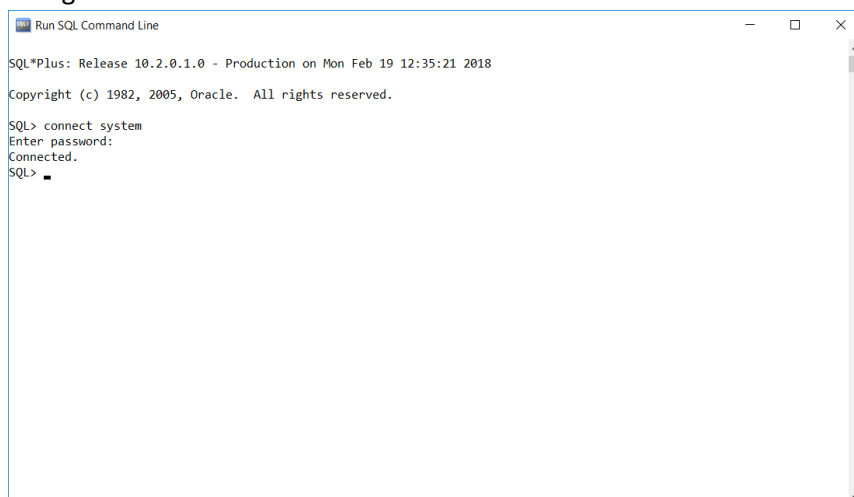 Run SQL Command Line
SQL*Plus: Release 10.2.0.1.0 - Production on Mon Feb 19 12:35:21 2018
Copyright (c) 1982, 2005, Oracle.  All rights reserved.
SQL> connect system
Enter password:
Connected.
SQL>